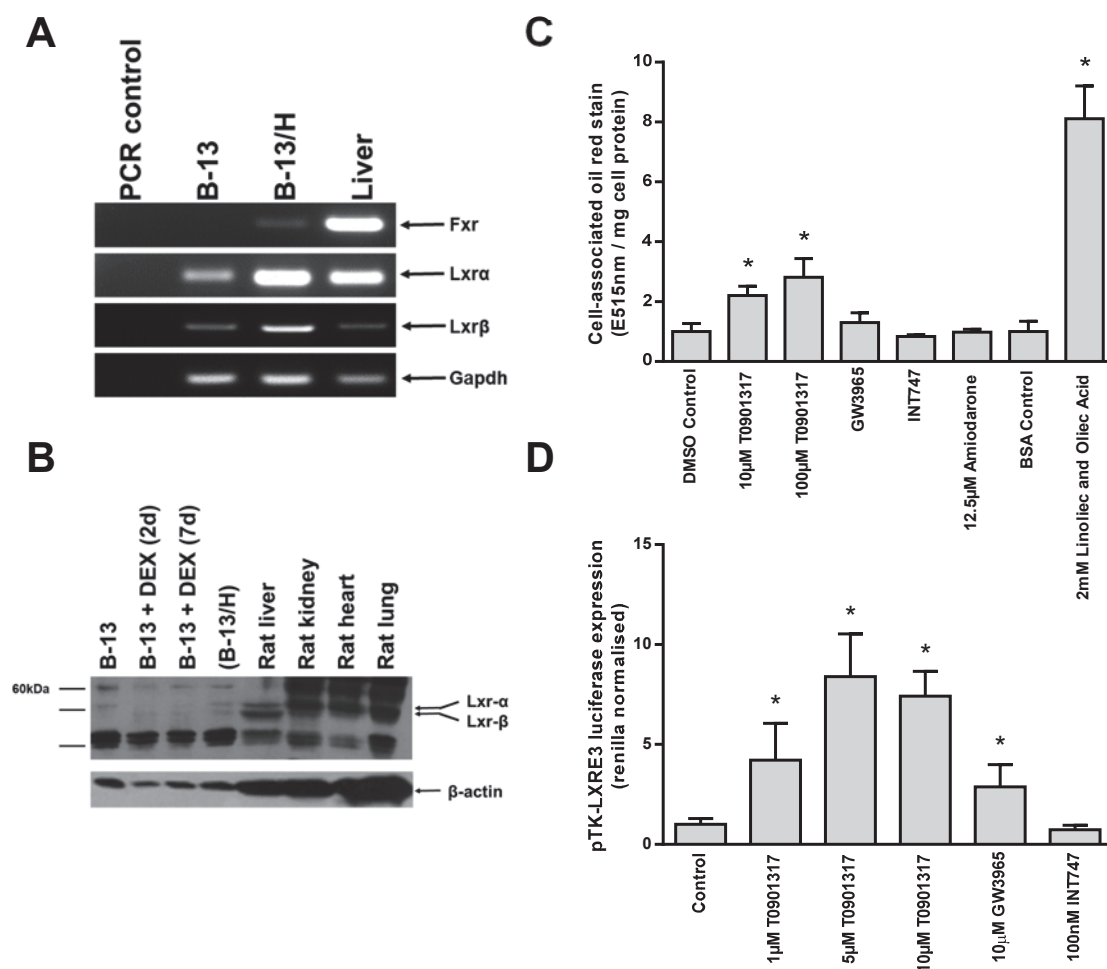 A
PCR control
B-13
B-13/H
Liver
Fxr
Lxrα
Lxrβ
Gapdh
B
B-13
B-13 + DEX (2d)
B-13 + DEX (7d)
(B-13/H)
Rat liver
Rat kidney
Rat heart
Rat lung
60kDa
Lxr-α
Lxr-β
β-actin
C
Cell-associated oil red stain
(E515nm / mg cell protein)
10
8
6
4
2
0
*
*
*
DMSO Control
10µM T0901317
100µM T0901317
GW3965
INT747
12.5µM Amiodarone
BSA Control
2mM Linoliec and Oliec Acid
D
pTK-LXRE3 luciferase expression
(renilla normalised)
15
10
5
0
*
*
*
*
Control
1µM T0901317
5µM T0901317
10µM T0901317
10µM GW3965
100nM INT747